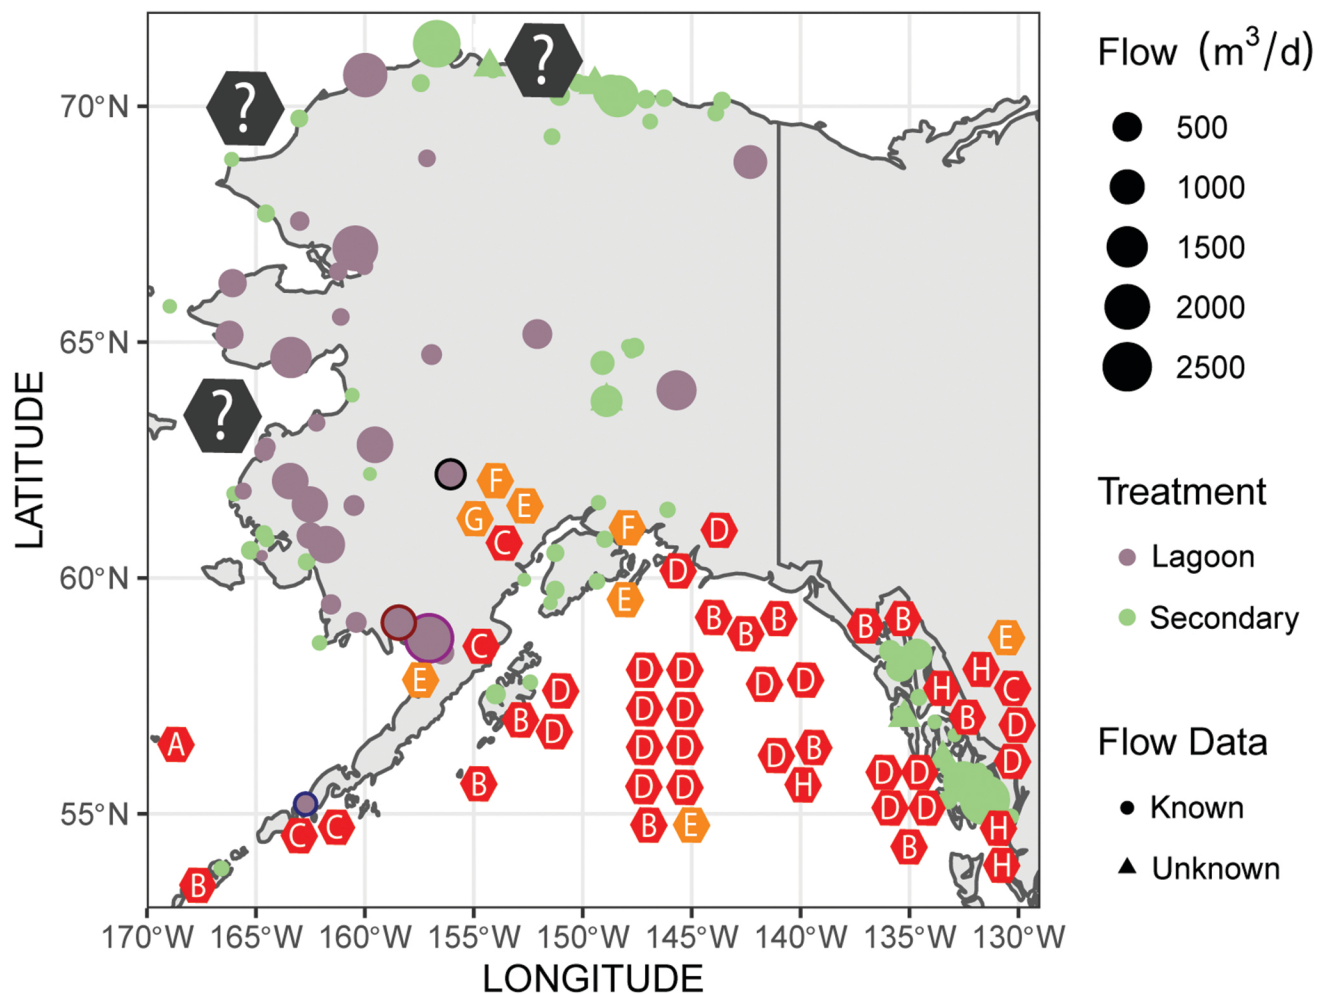 Flow (m³/d)
500
1000
1500
2000
2500
Treatment
Lagoon
Secondary
Flow Data
Known
Unknown
LATITUDE
70°N
65°N
60°N
55°N
170°W 165°W 160°W 155°W 150°W 145°W 140°W 135°W 130°W
LONGITUDE
?
?
?
F
E
G
C
F
D
D
E
B B B
B B
E
C
E
H
D D
D D
H C
D
B D
D D
B D
A
D D
D B
D
B
D D
H
D D
D D
B E
C C
H
B
B
H